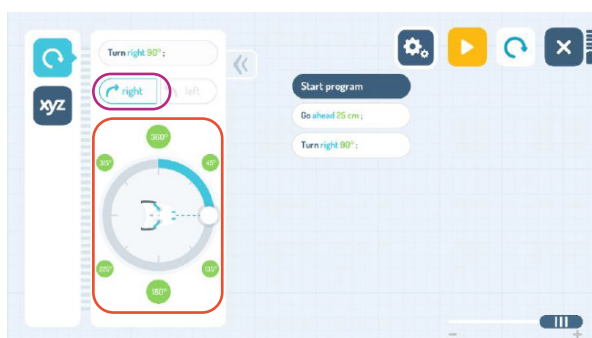 Turn right 90°;
right
left
xyz
360°
315°
45°
225°
135°
180°
Start program
Go ahead 25 cm;
Turn right 90°;
−
+